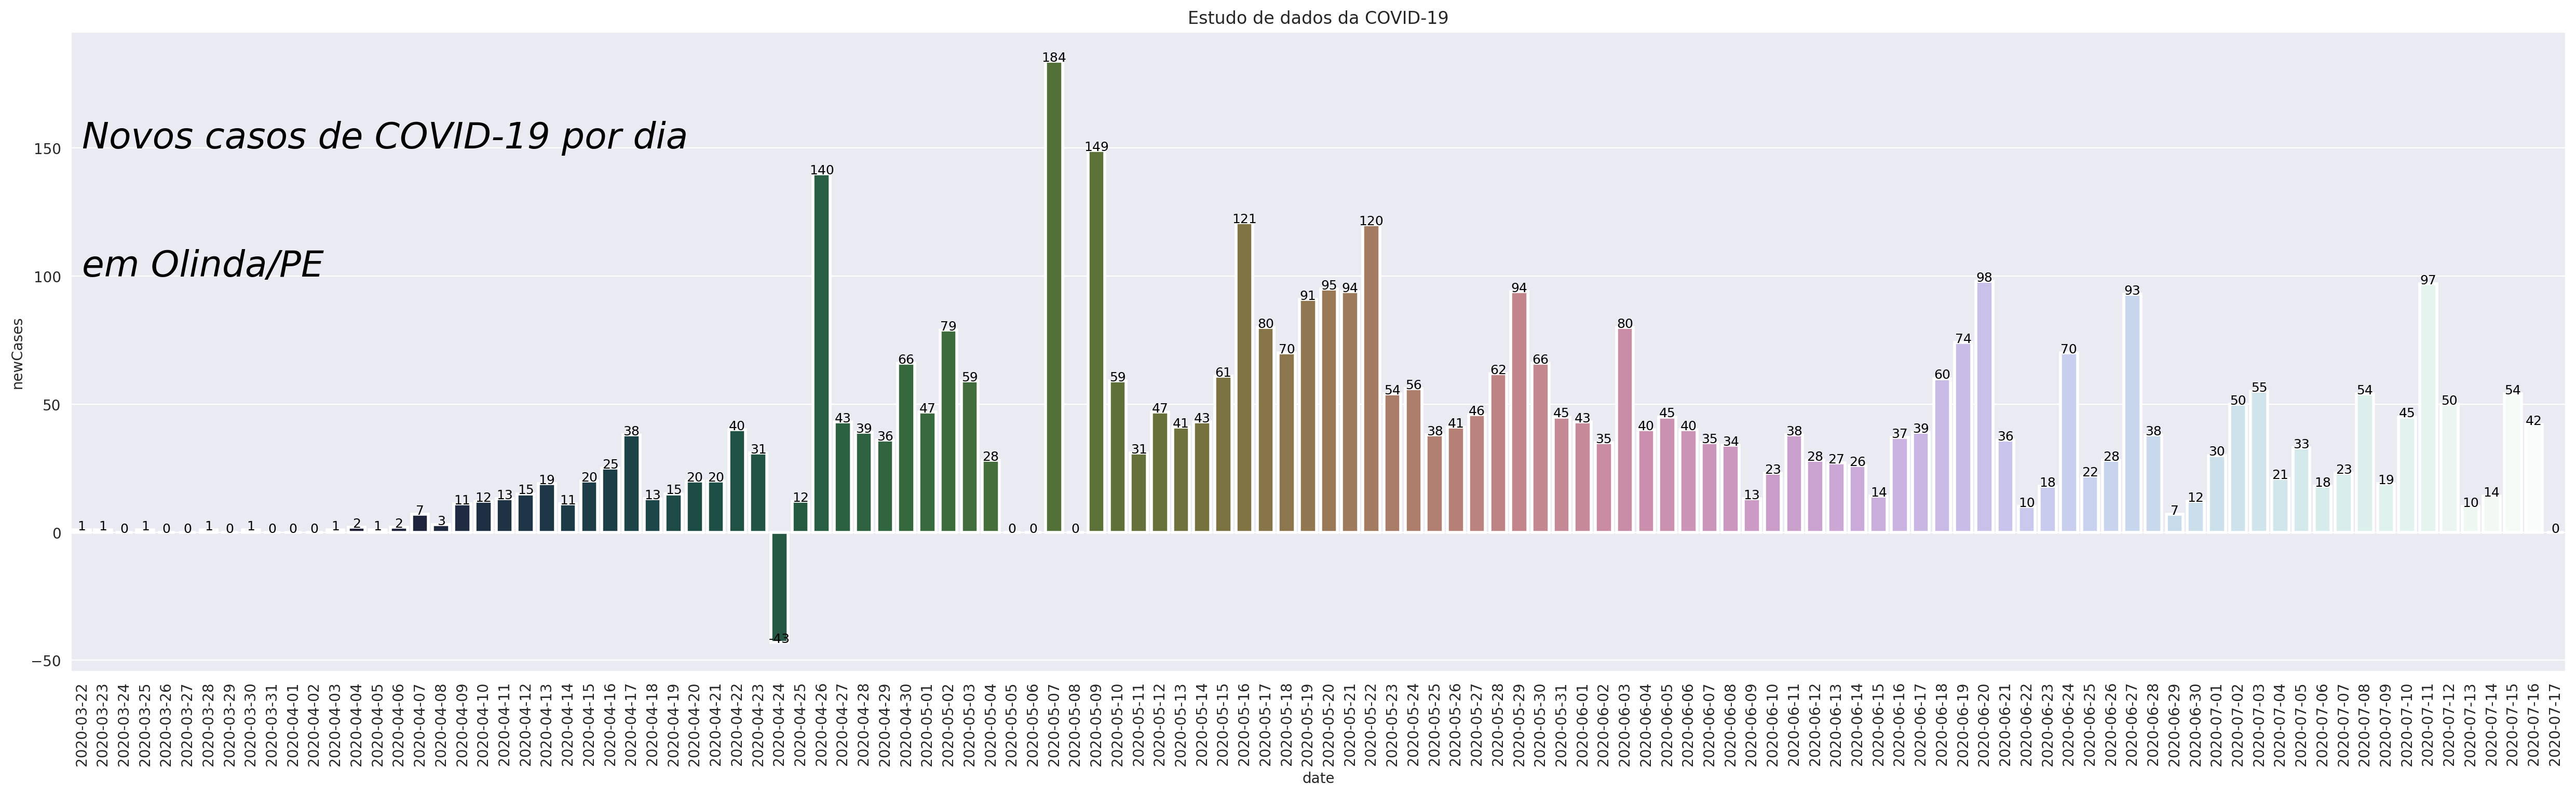 Estudo de dados da COVID-19
Novos casos de COVID-19 por dia
em Olinda/PE
newCases
150
100
50
0
−50
1 1 0 1 0 0 1 0 1 0 0 0 1 2 1 2 7 3 11 12 13 15 19 11 20 25 38 13 15 20 20 40 31 -43 12 140 43 39 36 66 47 79 59 28 0 0 184 0 149 59 31 47 41 43 61 121 80 70 91 95 94 120 54 56 38 41 46 62 94 66 45 43 35 80 40 45 40 35 34 13 23 38 28 27 26 14 37 39 60 74 98 36 10 18 70 22 28 93 38 7 12 30 50 55 21 33 18 23 54 19 45 97 50 10 14 54 42 0
2020-03-22 2020-03-23 2020-03-24 2020-03-25 2020-03-26 2020-03-27 2020-03-28 2020-03-29 2020-03-30 2020-03-31 2020-04-01 2020-04-02 2020-04-03 2020-04-04 2020-04-05 2020-04-06 2020-04-07 2020-04-08 2020-04-09 2020-04-10 2020-04-11 2020-04-12 2020-04-13 2020-04-14 2020-04-15 2020-04-16 2020-04-17 2020-04-18 2020-04-19 2020-04-20 2020-04-21 2020-04-22 2020-04-23 2020-04-24 2020-04-25 2020-04-26 2020-04-27 2020-04-28 2020-04-29 2020-04-30 2020-05-01 2020-05-02 2020-05-03 2020-05-04 2020-05-05 2020-05-06 2020-05-07 2020-05-08 2020-05-09 2020-05-10 2020-05-11 2020-05-12 2020-05-13 2020-05-14 2020-05-15 2020-05-16 2020-05-17 2020-05-18 2020-05-19 2020-05-20 2020-05-21 2020-05-22 2020-05-23 2020-05-24 2020-05-25 2020-05-26 2020-05-27 2020-05-28 2020-05-29 2020-05-30 2020-05-31 2020-06-01 2020-06-02 2020-06-03 2020-06-04 2020-06-05 2020-06-06 2020-06-07 2020-06-08 2020-06-09 2020-06-10 2020-06-11 2020-06-12 2020-06-13 2020-06-14 2020-06-15 2020-06-16 2020-06-17 2020-06-18 2020-06-19 2020-06-20 2020-06-21 2020-06-22 2020-06-23 2020-06-24 2020-06-25 2020-06-26 2020-06-27 2020-06-28 2020-06-29 2020-06-30 2020-07-01 2020-07-02 2020-07-03 2020-07-04 2020-07-05 2020-07-06 2020-07-07 2020-07-08 2020-07-09 2020-07-10 2020-07-11 2020-07-12 2020-07-13 2020-07-14 2020-07-15 2020-07-16 2020-07-17
date